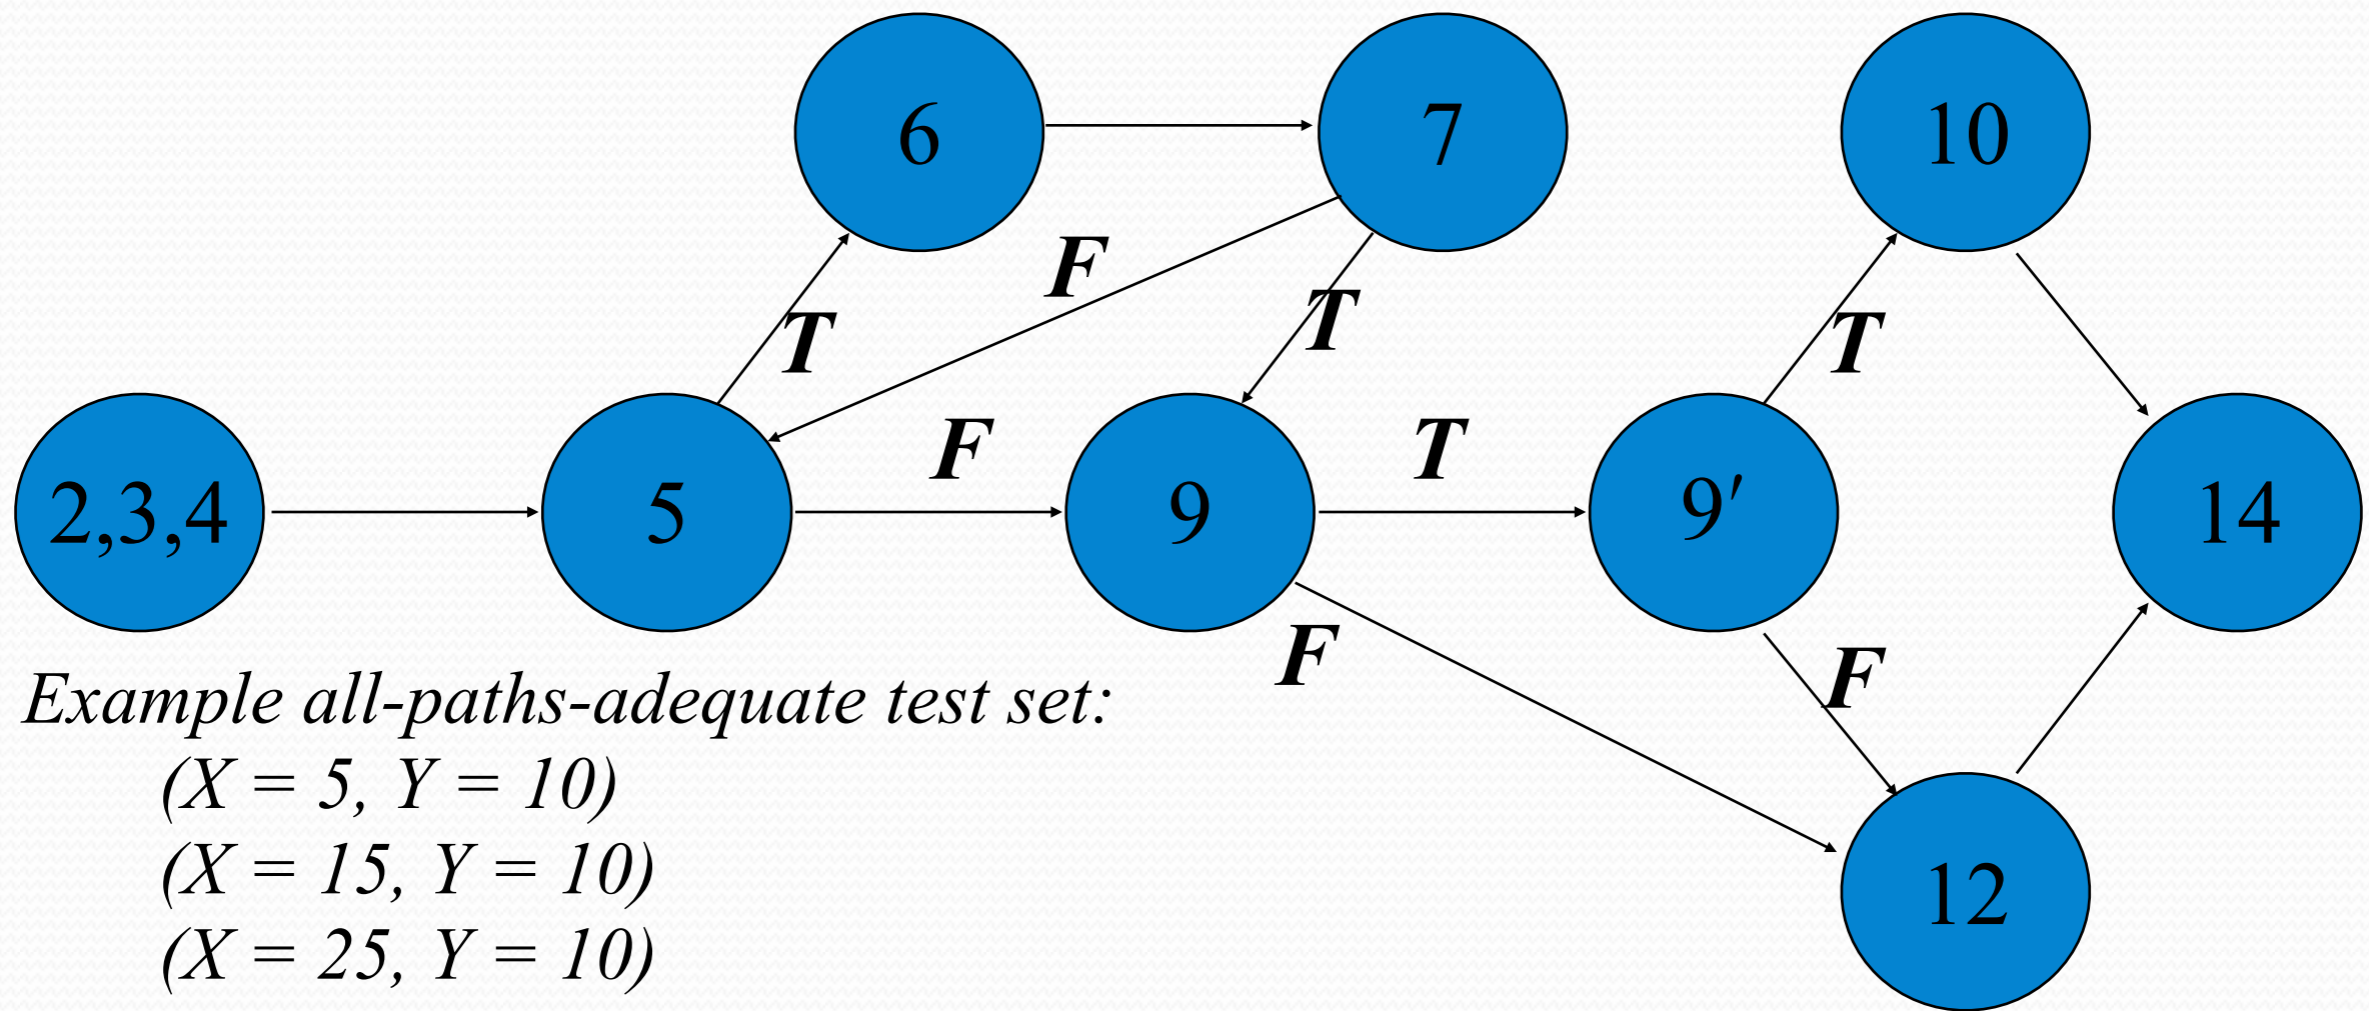 6
7
10
F
T
T
T
F
T
2,3,4
5
9
9′
14
F
F
Example all-paths-adequate test set:
(X = 5, Y = 10)
(X = 15, Y = 10)
(X = 25, Y = 10)
12